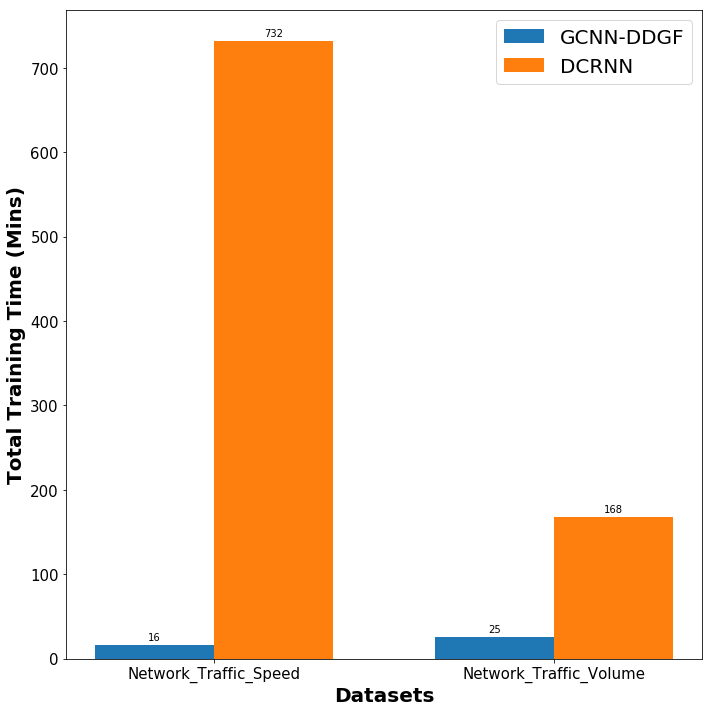 GCNN-DDGF
DCRNN
Total Training Time (Mins)
700
600
500
400
300
200
100
0
732
16
168
25
Network_Traffic_Speed
Network_Traffic_Volume
Datasets